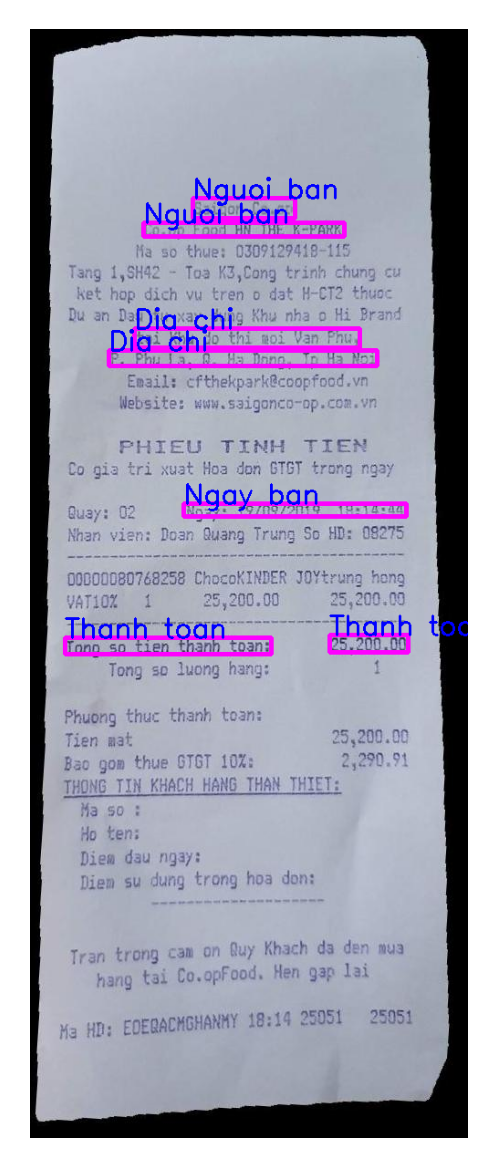 Nguoi ban
Saigon Co.op
Nguoi ban
Co.op Food HN THE K-PARK
Ma so thue: 0309129418-115
Tang 1,SH42 - Toa K3,Cong trinh chung cu
ket hop dich vu tren o dat H-CT2 thuoc
Du an Dau tu xay dung Khu nha o Hi Brand
Dia chi
tai khu do thi moi Van Phu,
Dia chi
P. Phu La, Q. Ha Dong, Tp Ha Noi
Email: cfthekpark@coopfood.vn
Website: www.saigonco-op.com.vn
PHIEU TINH TIEN
Co gia tri xuat Hoa don GTGT trong ngay
Ngay ban
Quay: 02 Ngay: /08/2019 18:14:44
Nhan vien: Doan Quang Trung So HD: 08275
00000080768258 ChocoKINDER JOYtrung hong
VAT10% 1 25,200.00 25,200.00
Thanh toan Thanh toa
Tong so tien thanh toan: 25,200.00
Tong so luong hang: 1
Phuong thuc thanh toan:
Tien mat 25,200.00
Bao gom thue GTGT 10%: 2,290.91
THONG TIN KHACH HANG THAN THIET:
Ma so :
Ho ten:
Diem dau ngay:
Diem su dung trong hoa don:
Tran trong cam on Quy Khach da den mua
hang tai Co.opFood. Hen gap lai
Ma HD: EOEQACMGHANMY 18:14 25051 25051